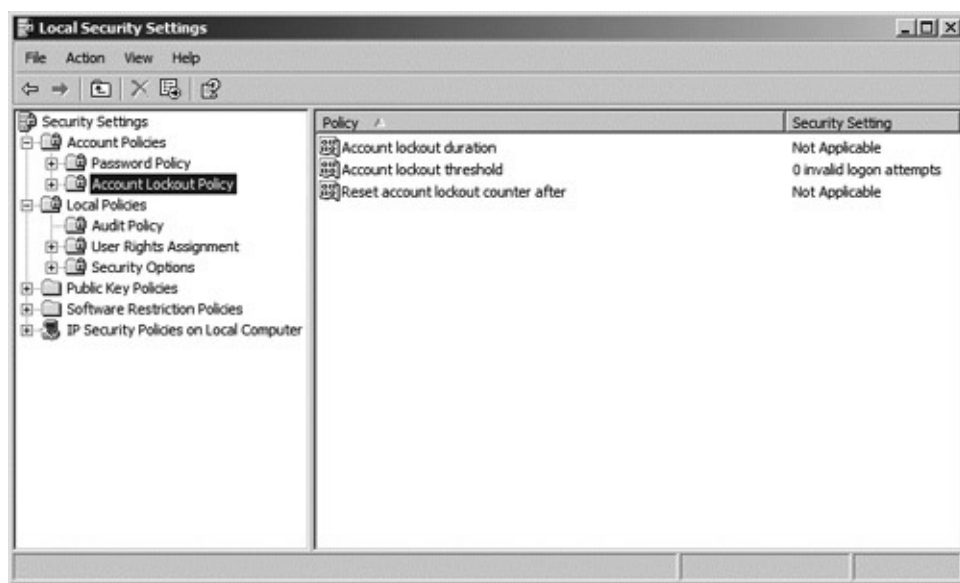 Local Security Settings
File Action View Help
Security Settings
Account Policies
Password Policy
Account Lockout Policy
Local Policies
Audit Policy
User Rights Assignment
Security Options
Public Key Policies
Software Restriction Policies
IP Security Policies on Local Computer
Policy Security Setting
Account lockout duration Not Applicable
Account lockout threshold 0 invalid logon attempts
Reset account lockout counter after Not Applicable